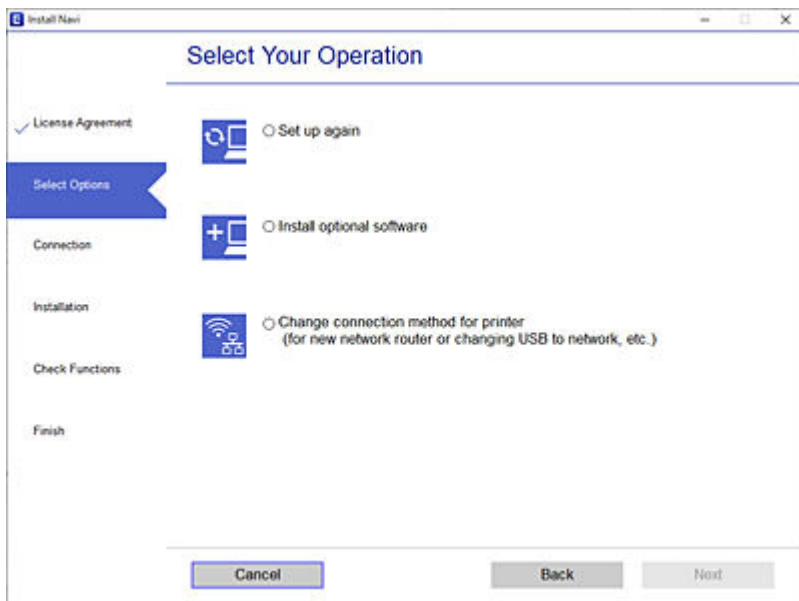 Install Navi
Select Your Operation
License Agreement
Set up again
Select Options
Install optional software
Connection
Installation
Change connection method for printer
(for new network router or changing USB to network, etc.)
Check Functions
Finish
Cancel
Back
Next